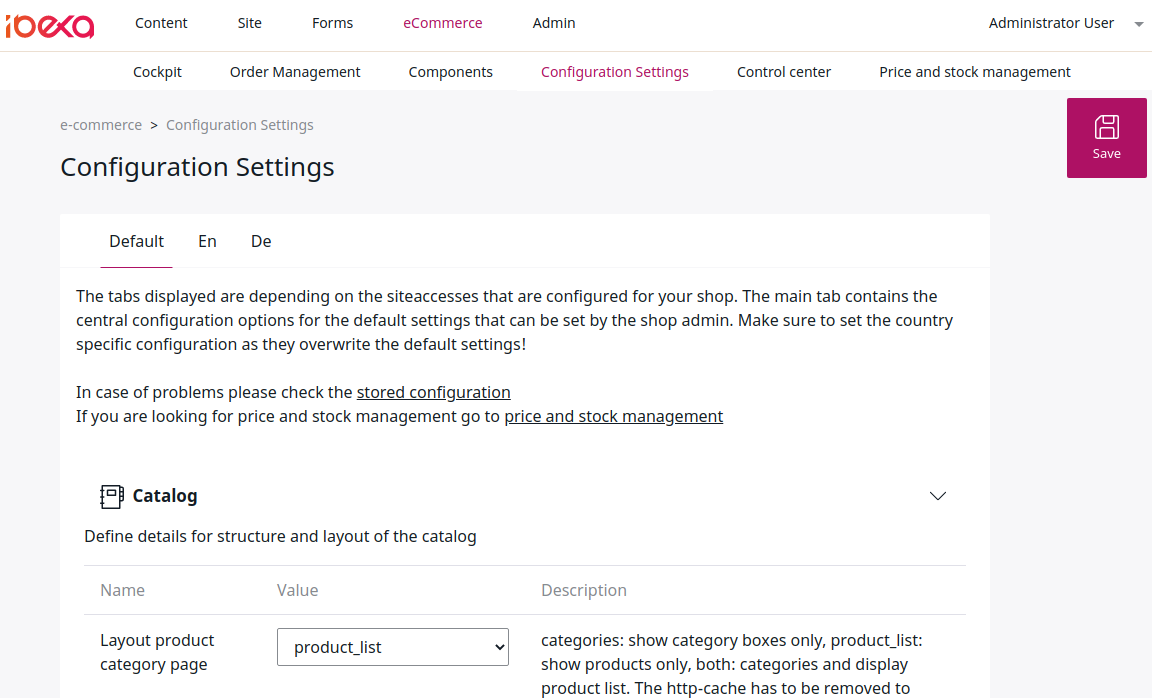 ibexa Content Site Forms eCommerce Admin Administrator User
Cockpit Order Management Components Configuration Settings Control center Price and stock management
e-commerce > Configuration Settings
Save
Configuration Settings
Default En De
The tabs displayed are depending on the siteaccesses that are configured for your shop. The main tab contains the
central configuration options for the default settings that can be set by the shop admin. Make sure to set the country
specific configuration as they overwrite the default settings!
In case of problems please check the stored configuration
If you are looking for price and stock management go to price and stock management
Catalog
Define details for structure and layout of the catalog
Name Value Description
Layout product
category page
product_list
categories: show category boxes only, product_list:
show products only, both: categories and display
product list. The http-cache has to be removed to